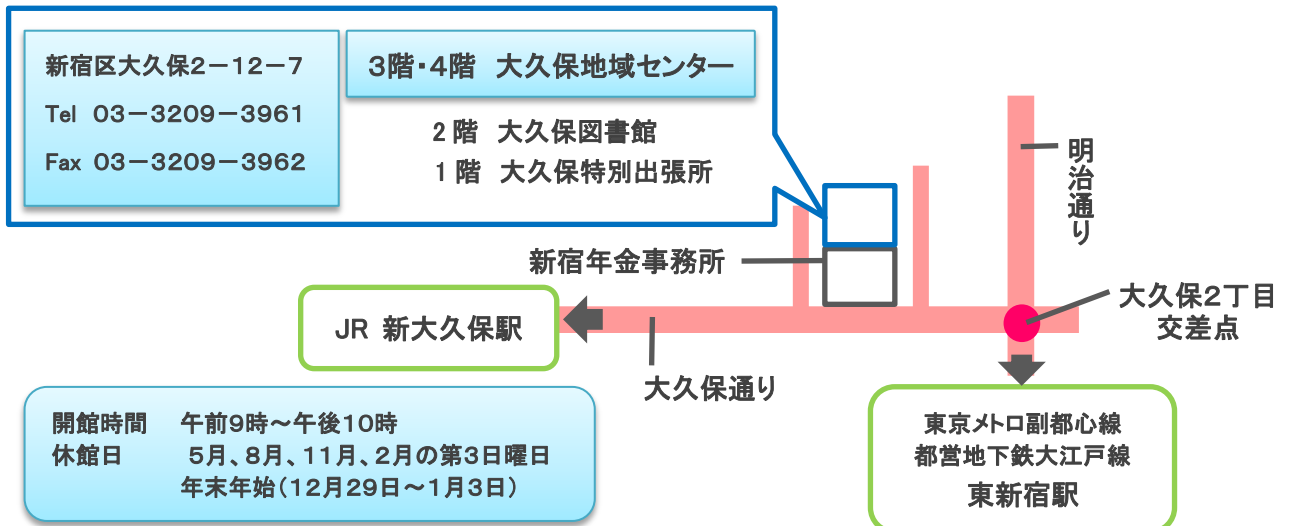 新宿区大久保2－12－7
Tel 03－3209－3961
Fax 03－3209－3962
3階・4階 大久保地域センター
2階 大久保図書館
1階 大久保特別出張所
明治通り
新宿年金事務所
大久保2丁目
交差点
JR 新大久保駅
大久保通り
開館時間 午前9時～午後10時
休館日 5月、8月、11月、2月の第3日曜日
年末年始（12月29日～1月3日）
東京メトロ副都心線
都営地下鉄大江戸線
東新宿駅